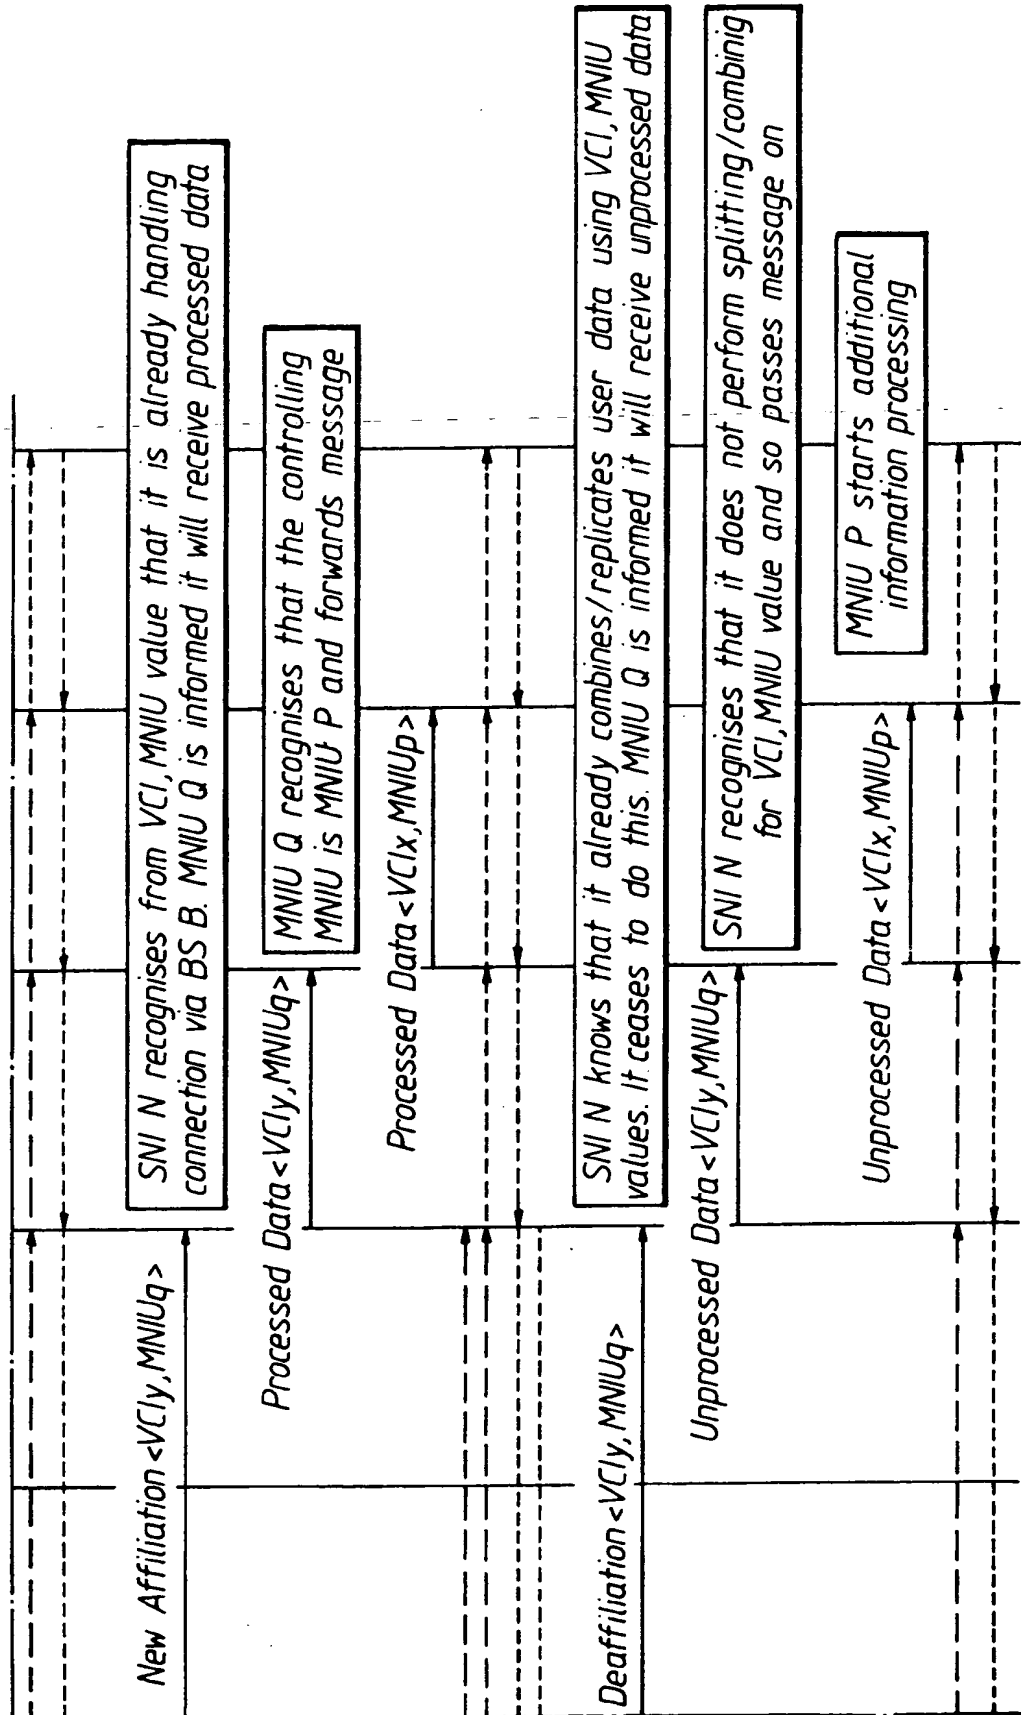 New Affiliation<VCIy,MNIUq>
SNI N recognises from VCI,MNIU value that it is already handling
connection via BS B. MNIU Q is informed it will receive processed data
Processed Data<VCIy,MNIUq>
MNIU Q recognises that the controlling
MNIU is MNIU P and forwards message
Processed Data<VCIx,MNIUp>
Deaffiliation<VCIy,MNIUq>
SNI N knows that it already combines/replicates user data using VCI,MNIU
values. It ceases to do this. MNIU Q is informed it will receive unprocessed data
Unprocessed Data<VCIy,MNIUq>
SNI N recognises that it does not perform splitting/combinig
for VCI,MNIU value and so passes message on
Unprocessed Data<VCIx,MNIUp>
MNIU P starts additional
information processing